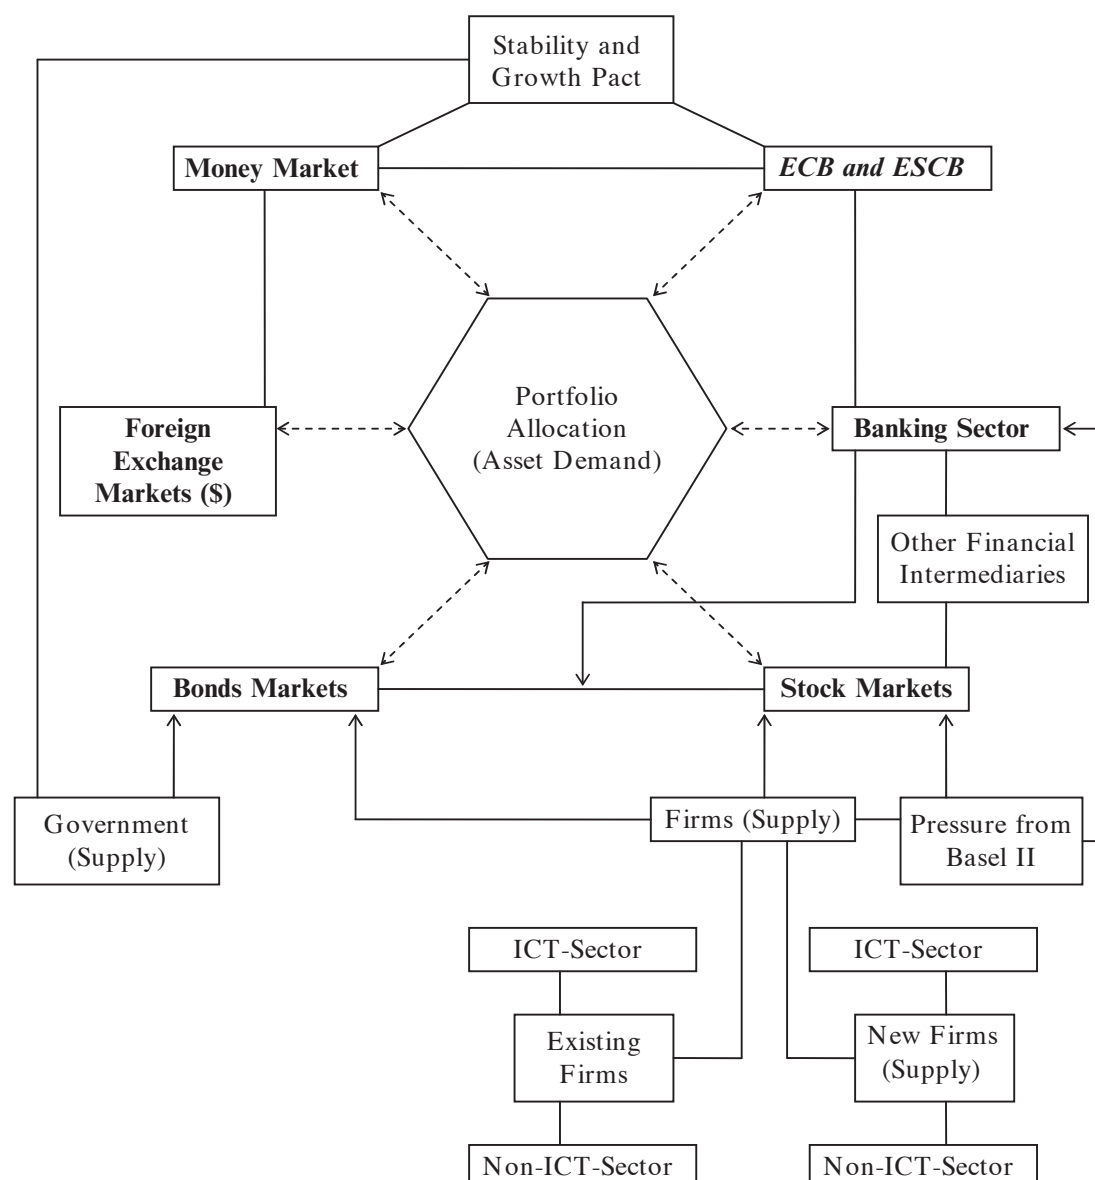 Stability and
Growth Pact
Money Market
ECB and ESCB
Portfolio
Allocation
(Asset Demand)
Foreign
Exchange
Markets ($)
Banking Sector
Other Financial
Intermediaries
Bonds Markets
Stock Markets
Government
(Supply)
Firms (Supply)
Pressure from
Basel II
ICT-Sector
ICT-Sector
Existing
Firms
New Firms
(Supply)
Non-ICT-Sector
Non-ICT-Sector